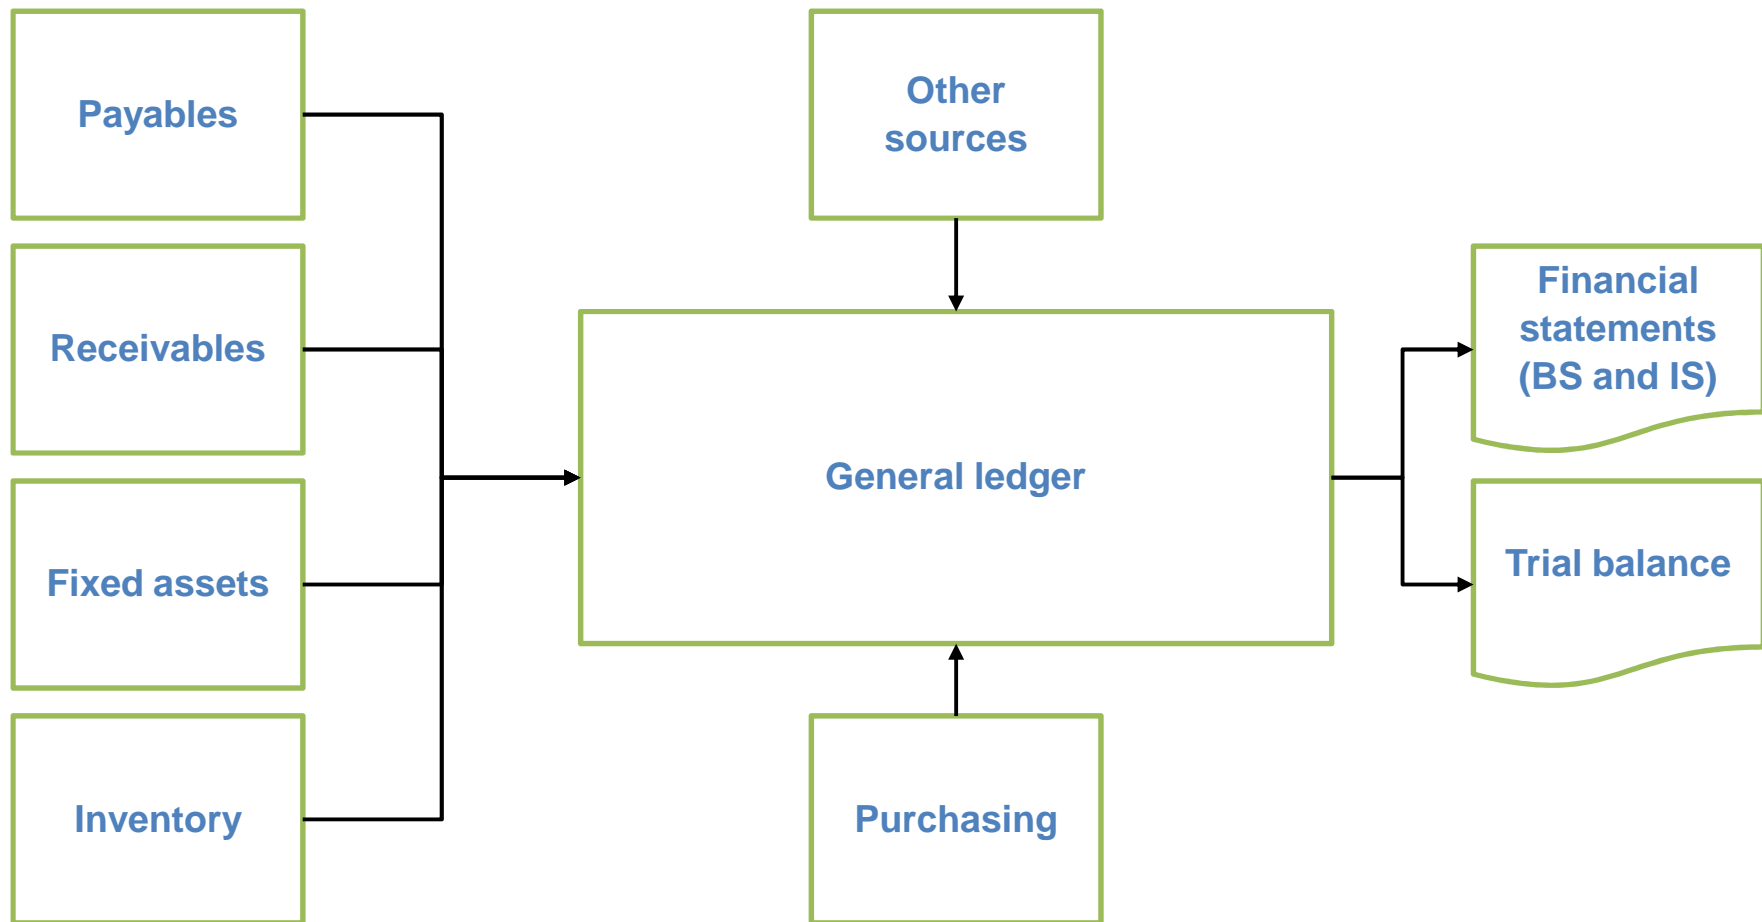 Payables
Other
sources
Receivables
Financial
statements
(BS and IS)
General ledger
Fixed assets
Trial balance
Inventory
Purchasing